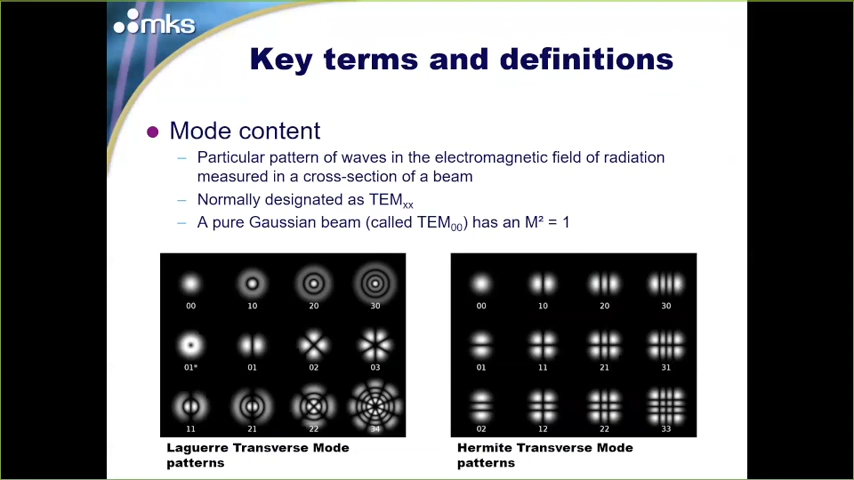 mks
Key terms and definitions
Mode content
– Particular pattern of waves in the electromagnetic field of radiation
measured in a cross-section of a beam
– Normally designated as TEMxx
– A pure Gaussian beam (called TEM00) has an M² = 1
00 10 20 30
01* 01 02 03
11 21 22 34
Laguerre Transverse Mode
patterns
00 10 20 30
01 11 21 31
02 12 22 33
Hermite Transverse Mode
patterns